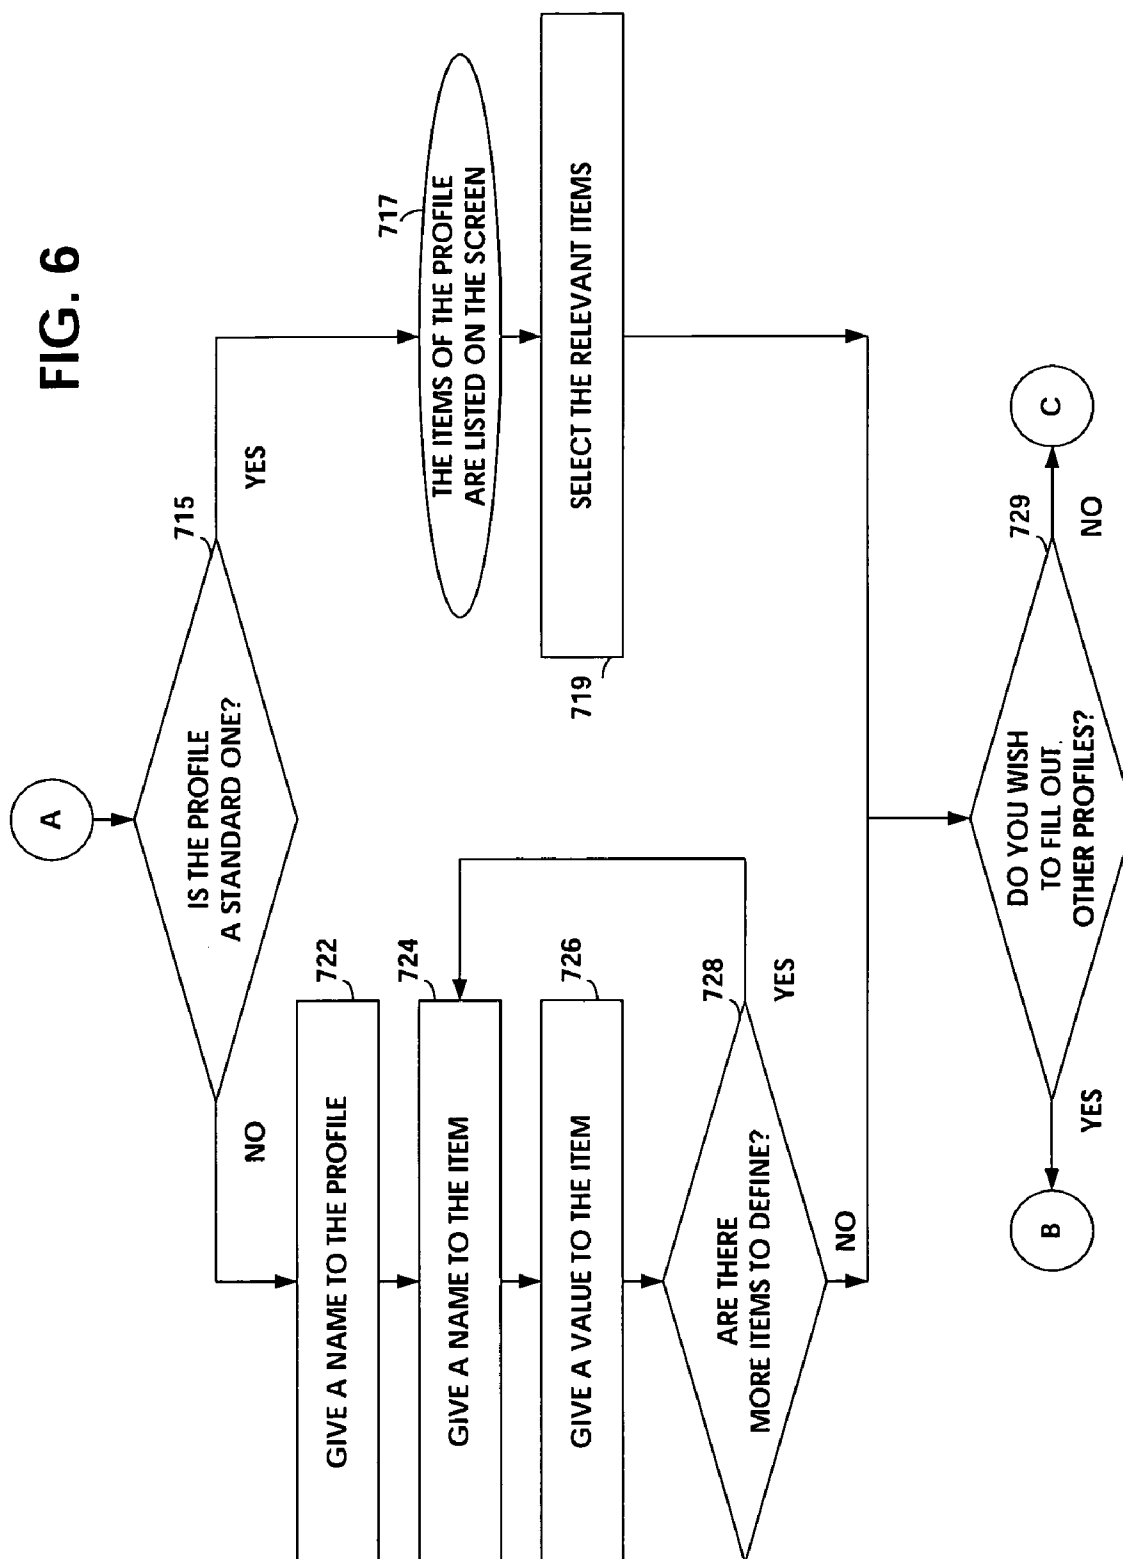 FIG. 6
A
715
IS THE PROFILE
A STANDARD ONE?
NO
YES
722
GIVE A NAME TO THE PROFILE
724
GIVE A NAME TO THE ITEM
726
GIVE A VALUE TO THE ITEM
728
ARE THERE
MORE ITEMS TO DEFINE?
YES
NO
717
THE ITEMS OF THE PROFILE
ARE LISTED ON THE SCREEN
719
SELECT THE RELEVANT ITEMS
729
DO YOU WISH
TO FILL OUT.
OTHER PROFILES?
YES
NO
B
C